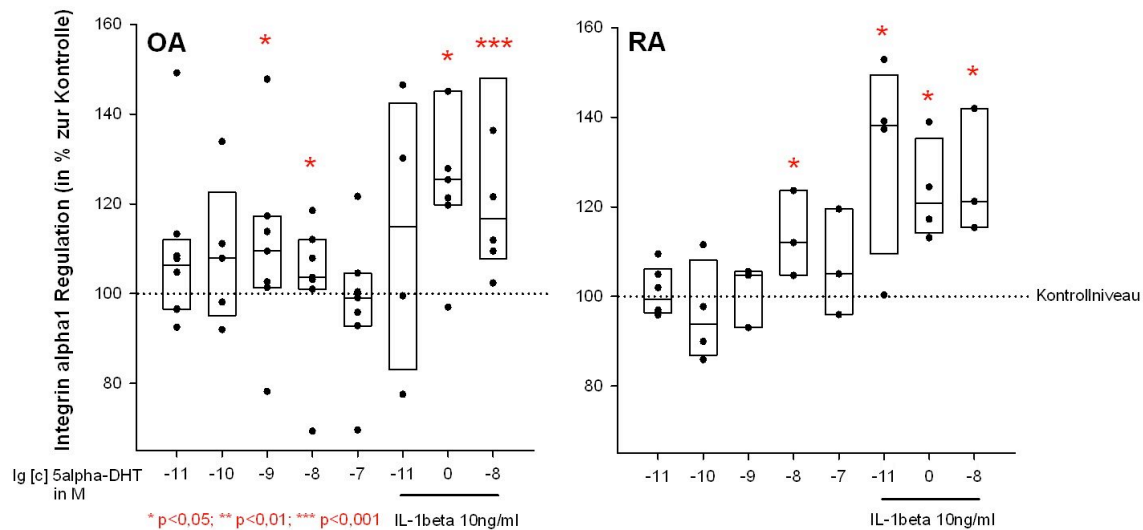 Integrin alpha1 Regulation (in % zur Kontrolle)
OA
160
140
120
100
80
* * * ***
-11 -10 -9 -8 -7 -11 0 -8
lg [c] 5alpha-DHT
in M
IL-1beta 10ng/ml
* p<0,05; ** p<0,01; *** p<0,001
RA
160
140
120
100
80
* * * *
Kontrollniveau
-11 -10 -9 -8 -7 -11 0 -8
IL-1beta 10ng/ml